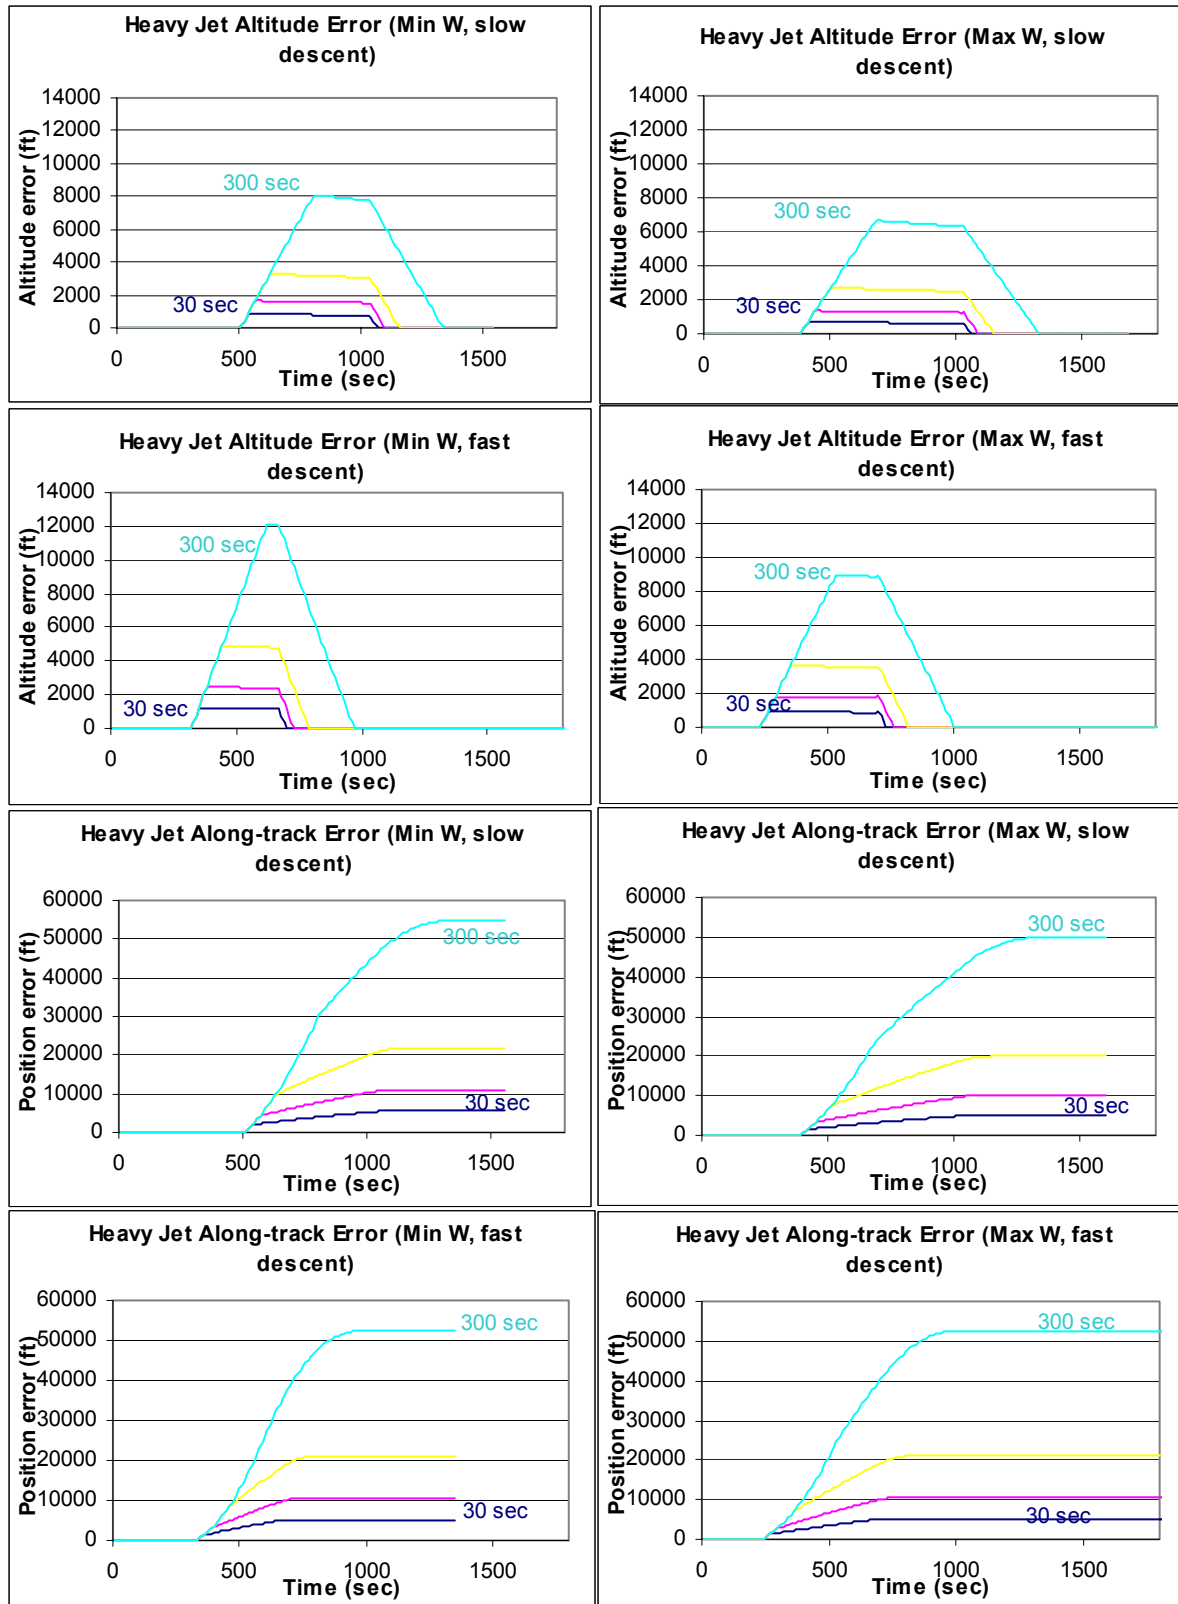 Heavy Jet Altitude Error (Min W, slow
descent)
14000
12000
10000
8000
6000
4000
2000
0
Altitude error (ft)
300 sec
30 sec
0
500
1000
1500
Time (sec)
Heavy Jet Altitude Error (Max W, slow
descent)
14000
12000
10000
8000
6000
4000
2000
0
Altitude error (ft)
300 sec
30 sec
0
500
1000
1500
Time (sec)
Heavy Jet Altitude Error (Min W, fast
descent)
14000
12000
10000
8000
6000
4000
2000
0
Altitude error (ft)
300 sec
30 sec
0
500
1000
1500
Time (sec)
Heavy Jet Altitude Error (Max W, fast
descent)
14000
12000
10000
8000
6000
4000
2000
0
Altitude error (ft)
300 sec
30 sec
0
500
1000
1500
Time (sec)
Heavy Jet Along-track Error (Min W, slow
descent)
60000
50000
40000
30000
20000
10000
0
Position error (ft)
300 sec
30 sec
0
500
1000
1500
Time (sec)
Heavy Jet Along-track Error (Max W, slow
descent)
60000
50000
40000
30000
20000
10000
0
Position error (ft)
300 sec
30 sec
0
500
1000
1500
Time (sec)
Heavy Jet Along-track Error (Min W, fast
descent)
60000
50000
40000
30000
20000
10000
0
Position error (ft)
300 sec
30 sec
0
500
1000
1500
Time (sec)
Heavy Jet Along-track Error (Max W, fast
descent)
60000
50000
40000
30000
20000
10000
0
Position error (ft)
300 sec
30 sec
0
500
1000
1500
Time (sec)